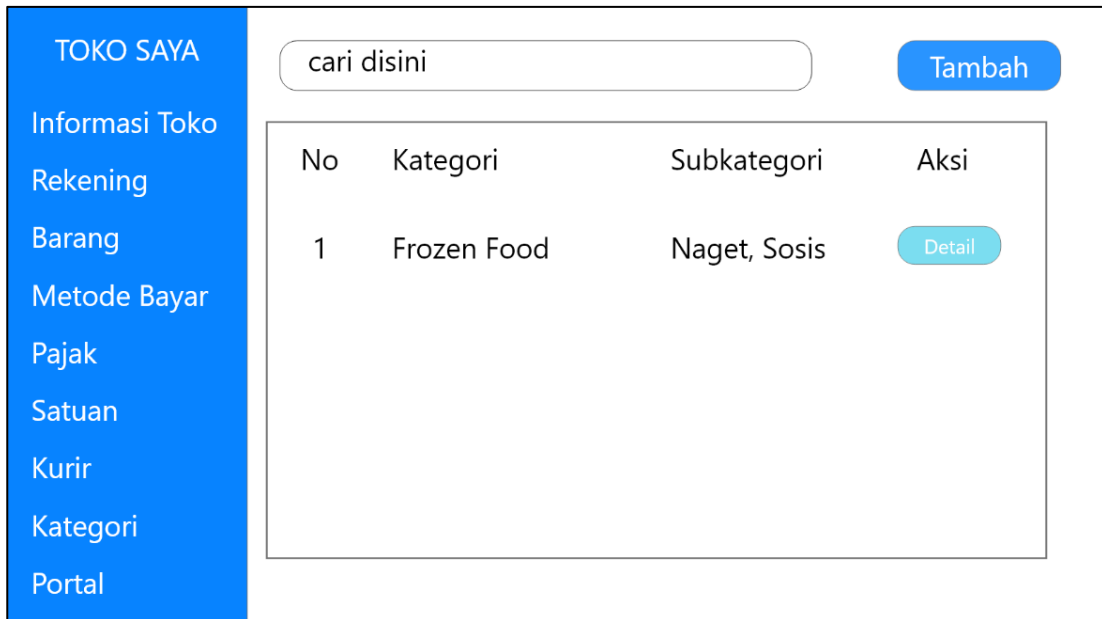 TOKO SAYA
Informasi Toko
Rekening
Barang
Metode Bayar
Pajak
Satuan
Kurir
Kategori
Portal
cari disini
Tambah
No Kategori Subkategori Aksi
1 Frozen Food Naget, Sosis Detail